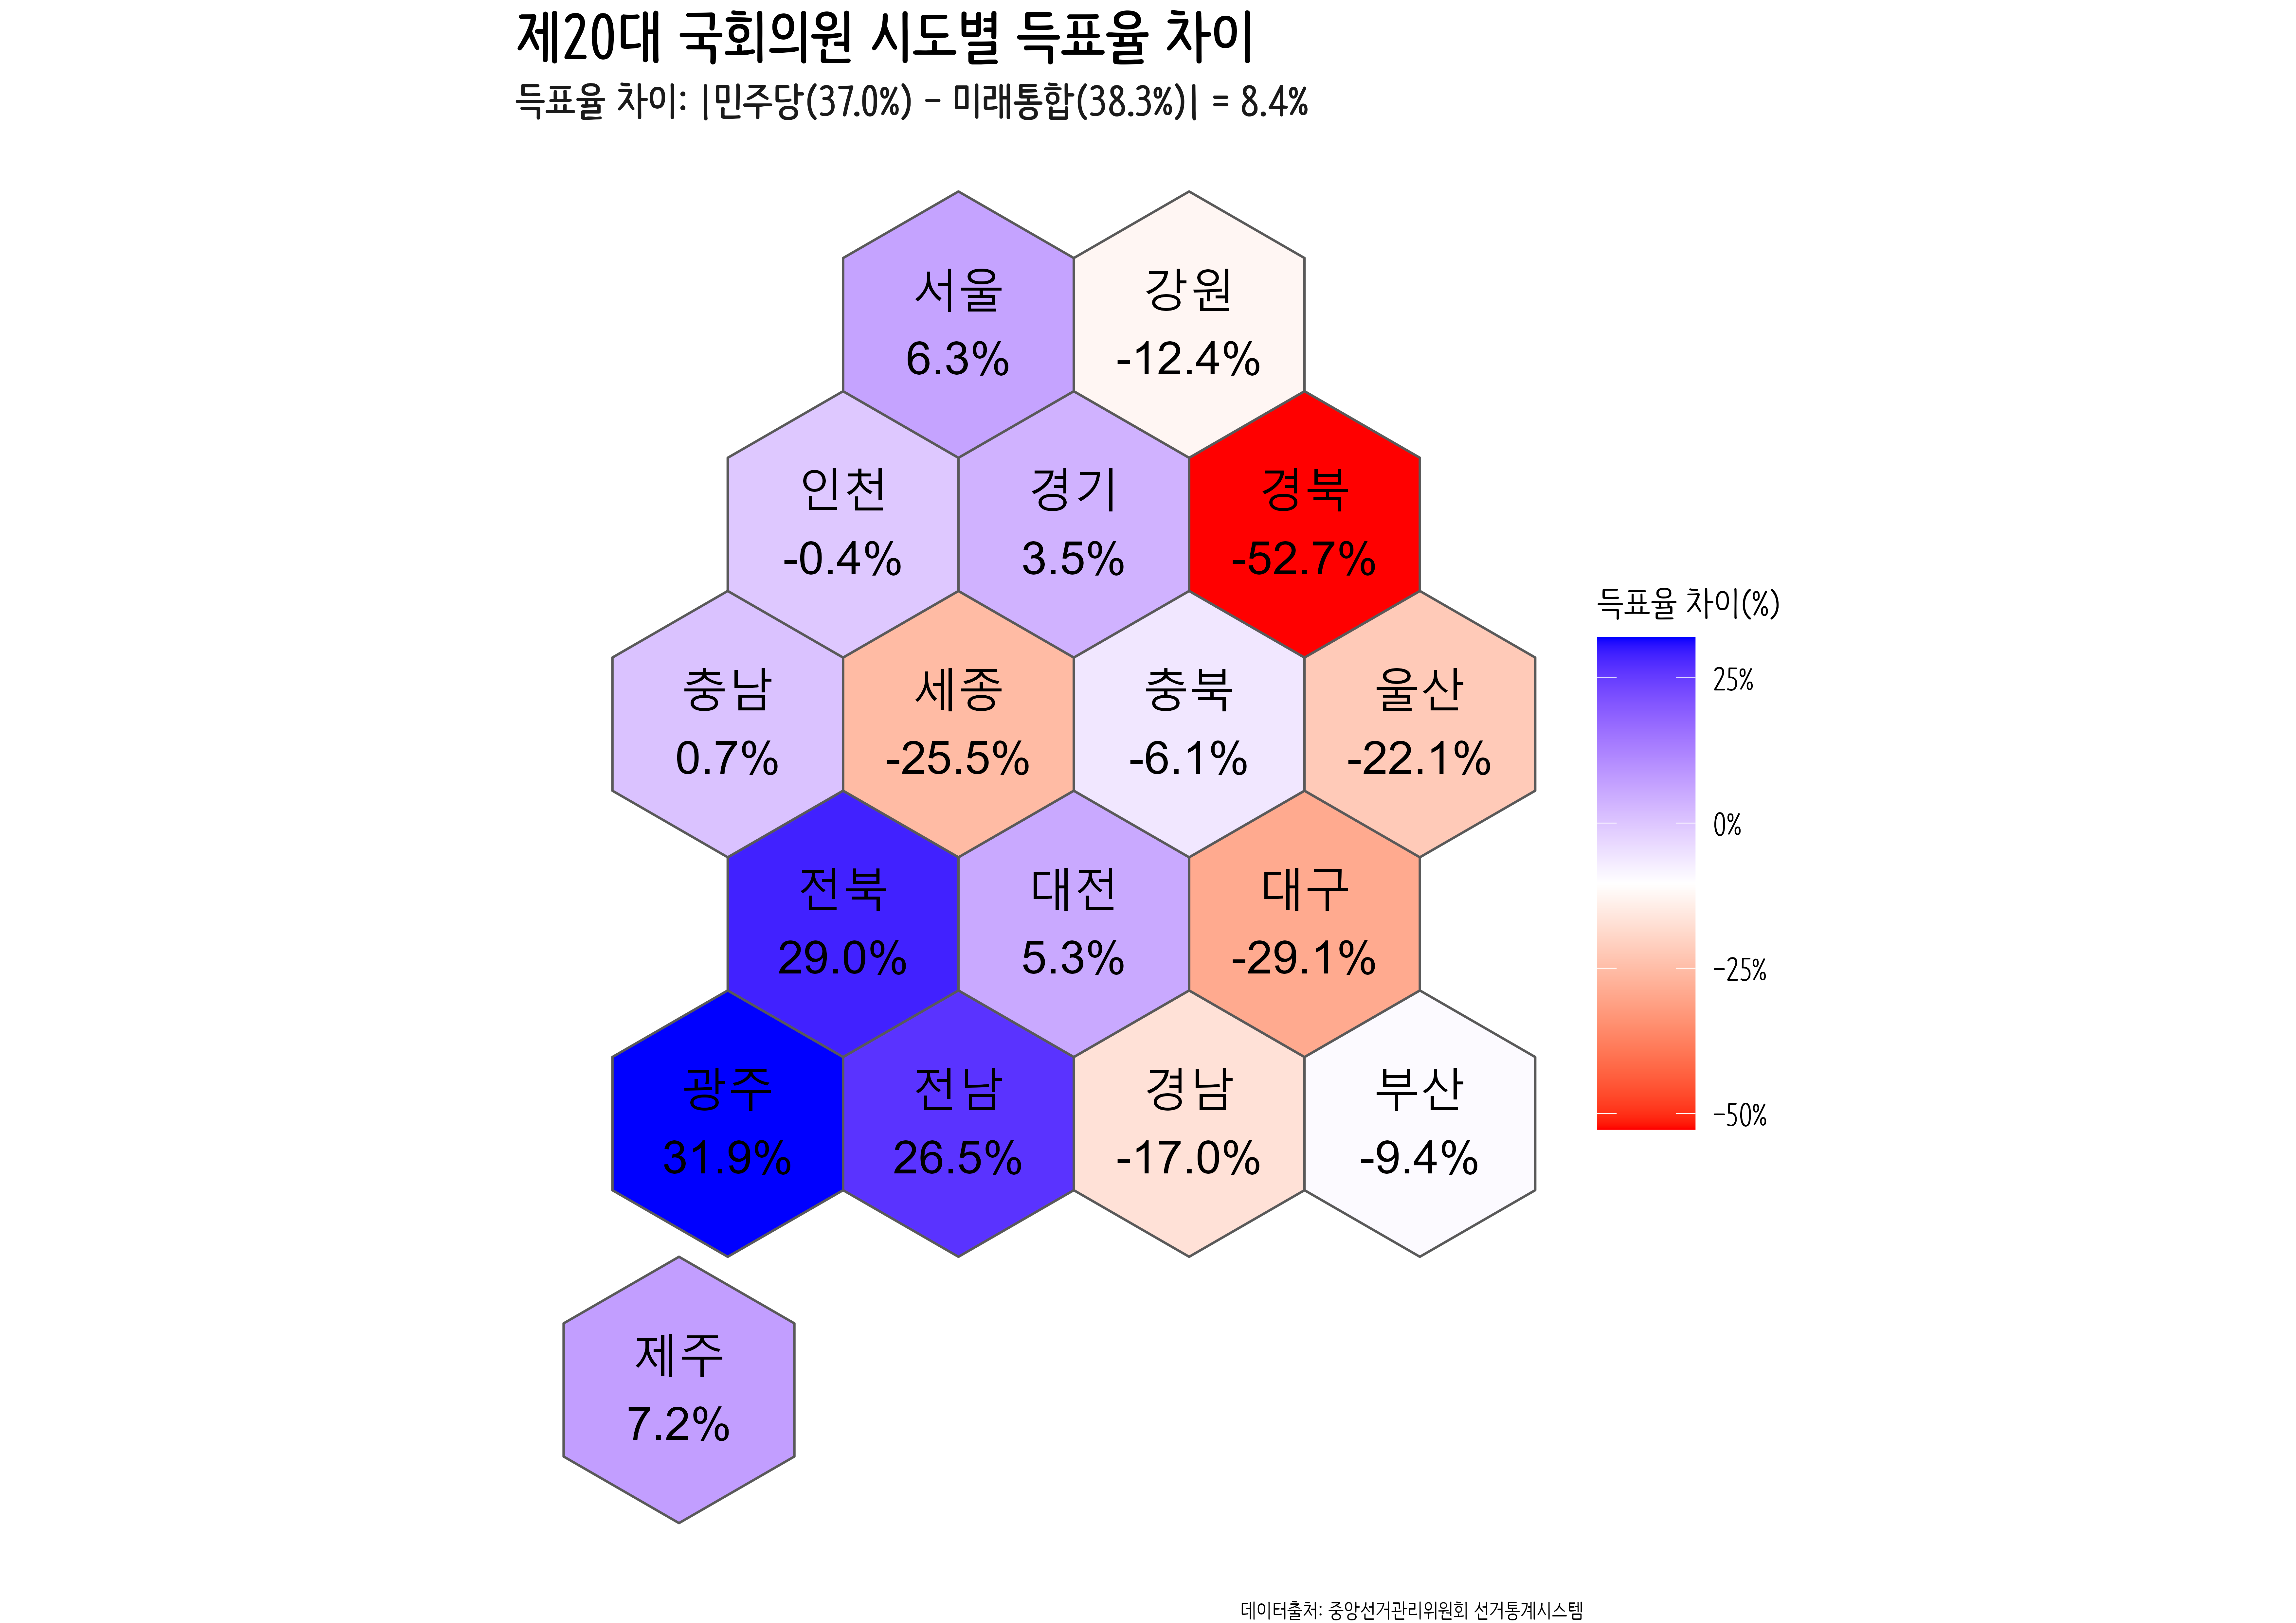 제20대 국회의원 시도별 득표율 차이
득표율 차이: |민주당(37.0%) - 미래통합(38.3%)| = 8.4%
서울
6.3%
강원
-12.4%
인천
-0.4%
경기
3.5%
경북
-52.7%
충남
0.7%
세종
-25.5%
충북
-6.1%
울산
-22.1%
전북
29.0%
대전
5.3%
대구
-29.1%
광주
31.9%
전남
26.5%
경남
-17.0%
부산
-9.4%
제주
7.2%
득표율 차이(%)
25%
0%
-25%
-50%
데이터출처: 중앙선거관리위원회 선거통계시스템